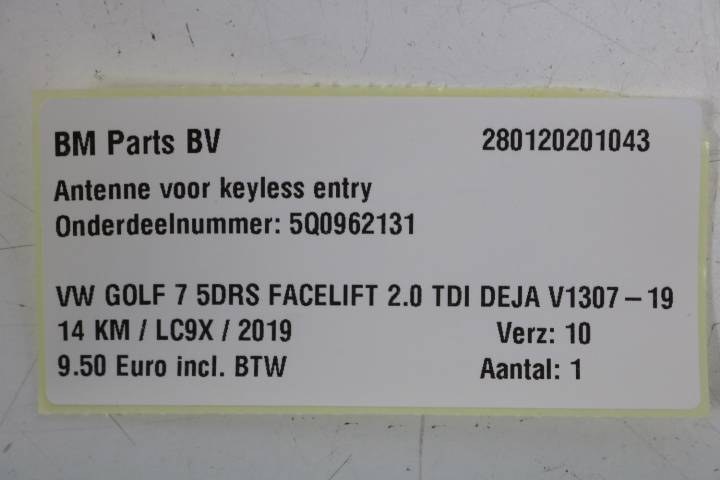 BM Parts BV 280120201043
Antenne voor keyless entry
Onderdeelnummer: 5Q0962131
VW GOLF 7 5DRS FACELIFT 2.0 TDI DEJA V1307 – 19
14 KM / LC9X / 2019 Verz: 10
9.50 Euro incl. BTW Aantal: 1